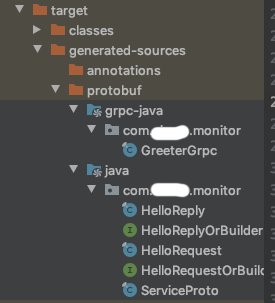 target
classes
generated-sources
annotations
protobuf
grpc-java
com. .monitor
GreeterGrpc
java
com. .monitor
HelloReply
HelloReplyOrBuilder
HelloRequest
HelloRequestOrBuil
ServiceProto